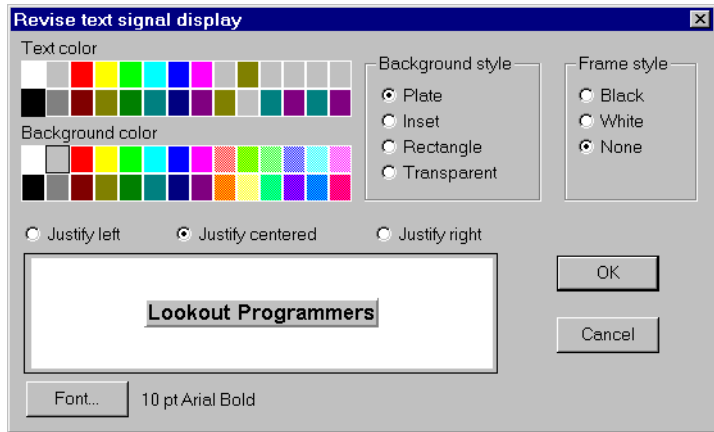 Revise text signal display
Text color
Background color
Background style
Plate
Inset
Rectangle
Transparent
Frame style
Black
White
None
Justify left Justify centered Justify right
Lookout Programmers
OK
Cancel
Font... 10 pt Arial Bold